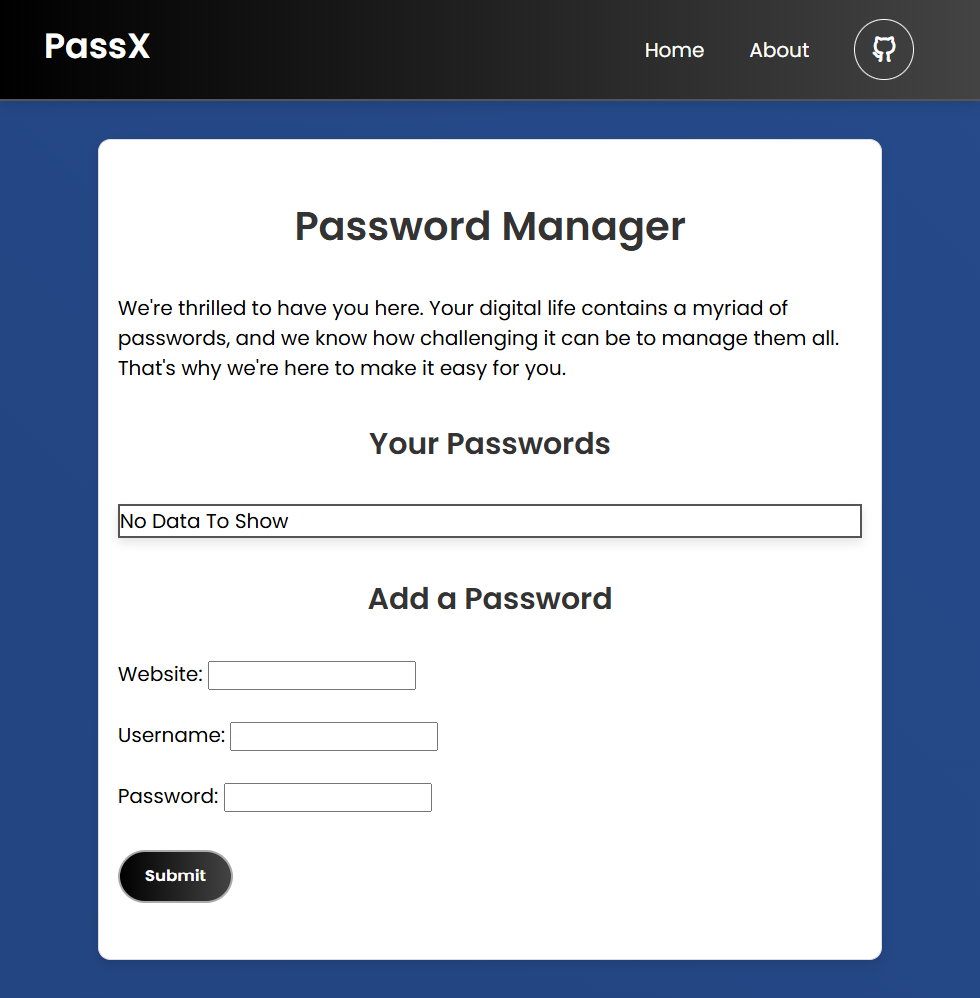 PassX
Home
About
Password Manager
We're thrilled to have you here. Your digital life contains a myriad of
passwords, and we know how challenging it can be to manage them all.
That's why we're here to make it easy for you.
Your Passwords
No Data To Show
Add a Password
Website:
Username:
Password:
Submit